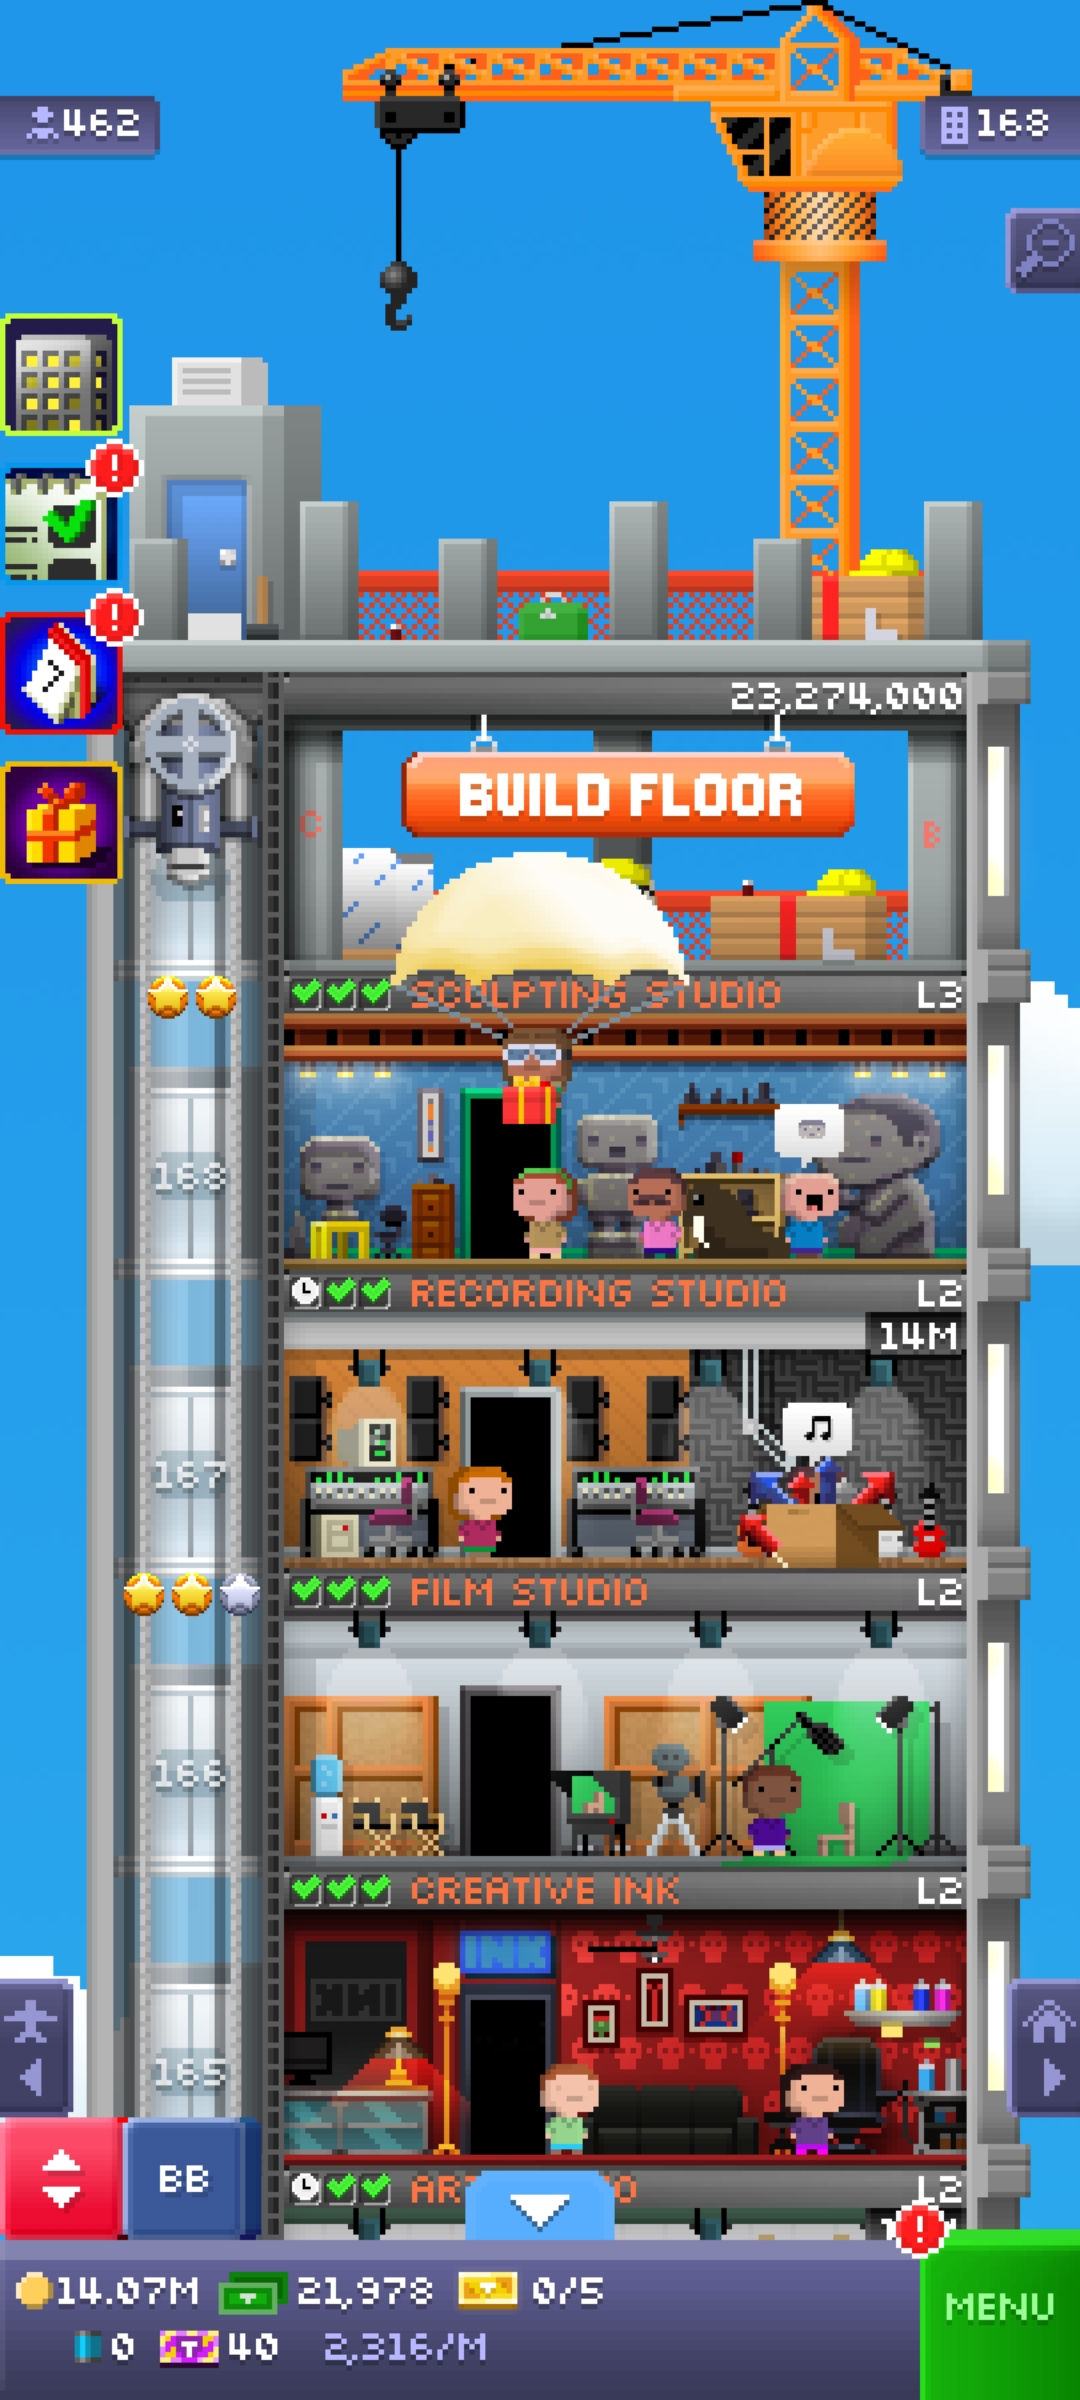 462
168
23,274,000
BUILD FLOOR
C
B
SCULPTING STUDIO
L3
168
RECORDING STUDIO
L2
14M
167
FILM STUDIO
L2
166
CREATIVE INK
L2
INK
165
BB
L2
14.07M
21,978
0/5
MENU
0
40
2,316/M